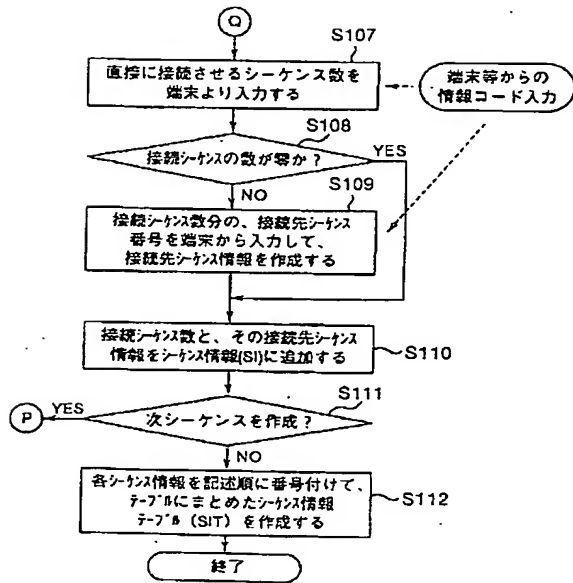 Q
S107
直接に接続させるシーケンス数を
端末より入力する
端末等からの
情報コード入力
S108
接続シーケンスの数が零か?
YES
NO
S109
接続シーケンス数分の、接続先シーケンス
番号を端末から入力して、
接続先シーケンス情報を作成する
接続シーケンス数と、その接続先シーケンス
情報をシーケンス情報(SI)に追加する
S110
S111
P
YES
次シーケンスを作成?
NO
各シーケンス情報を記述順に番号付けて、
テーブルにまとめたシーケンス情報
テーブル(SIT)を作成する
S112
終了